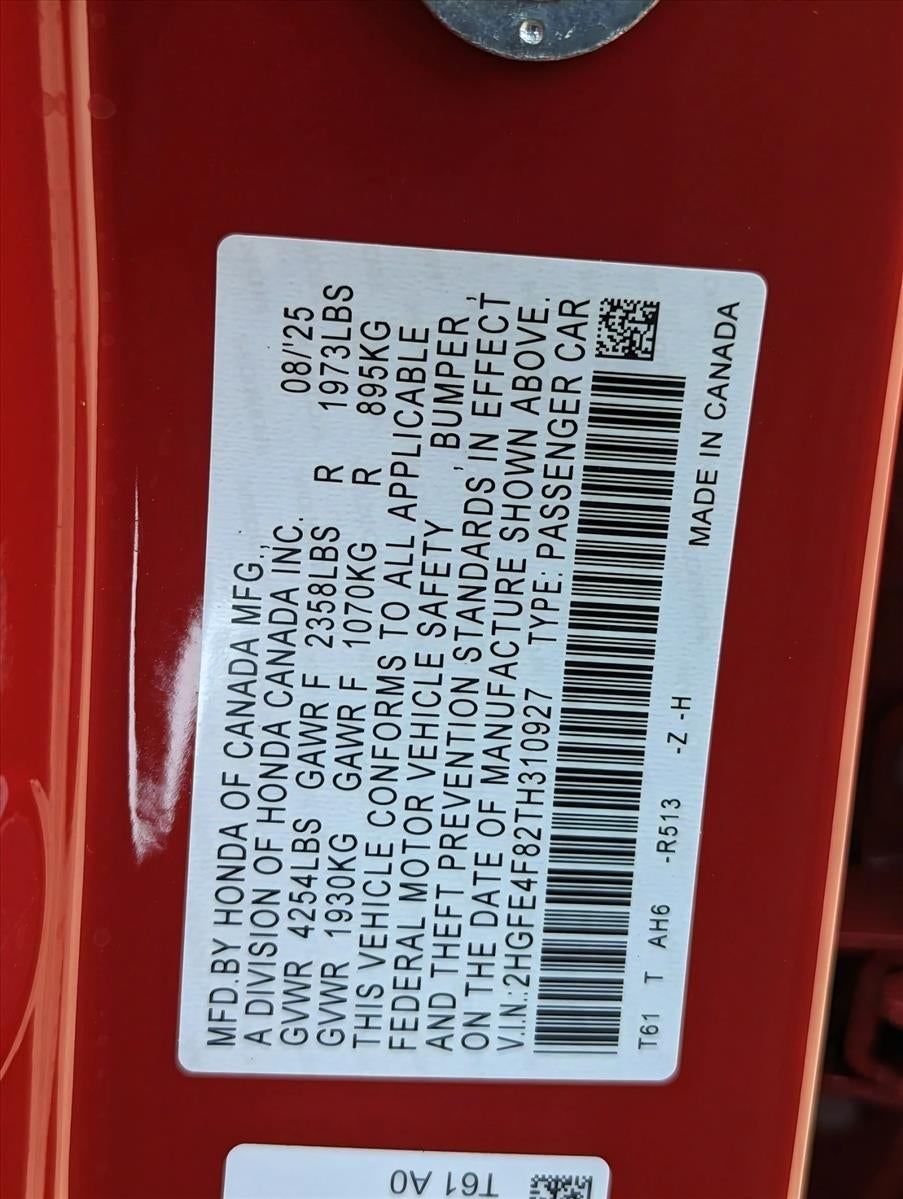 MFD.BY HONDA OF CANADA MFG.,
A DIVISION OF HONDA CANADA INC. 08/'25
GVWR 4254LBS GAWR F 2358LBS R 1973LBS
GVWR 1930KG GAWR F 1070KG R 895KG
THIS VEHICLE CONFORMS TO ALL APPLICABLE
FEDERAL MOTOR VEHICLE SAFETY , BUMPER ,
AND THEFT PREVENTION STANDARDS IN EFFECT
ON THE DATE OF MANUFACTURE SHOWN ABOVE.
V.I.N.:2HGFE4F82TH310927 TYPE: PASSENGER CAR
T61 T AH6 -R513 -Z -H MADE IN CANADA
T61 A0